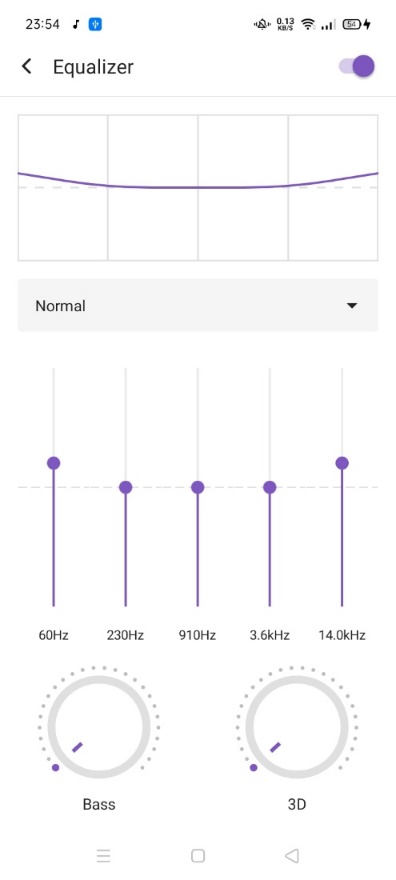 23:54
0.13
KB/S
54
Equalizer
Normal
60Hz 230Hz 910Hz 3.6kHz 14.0kHz
Bass 3D